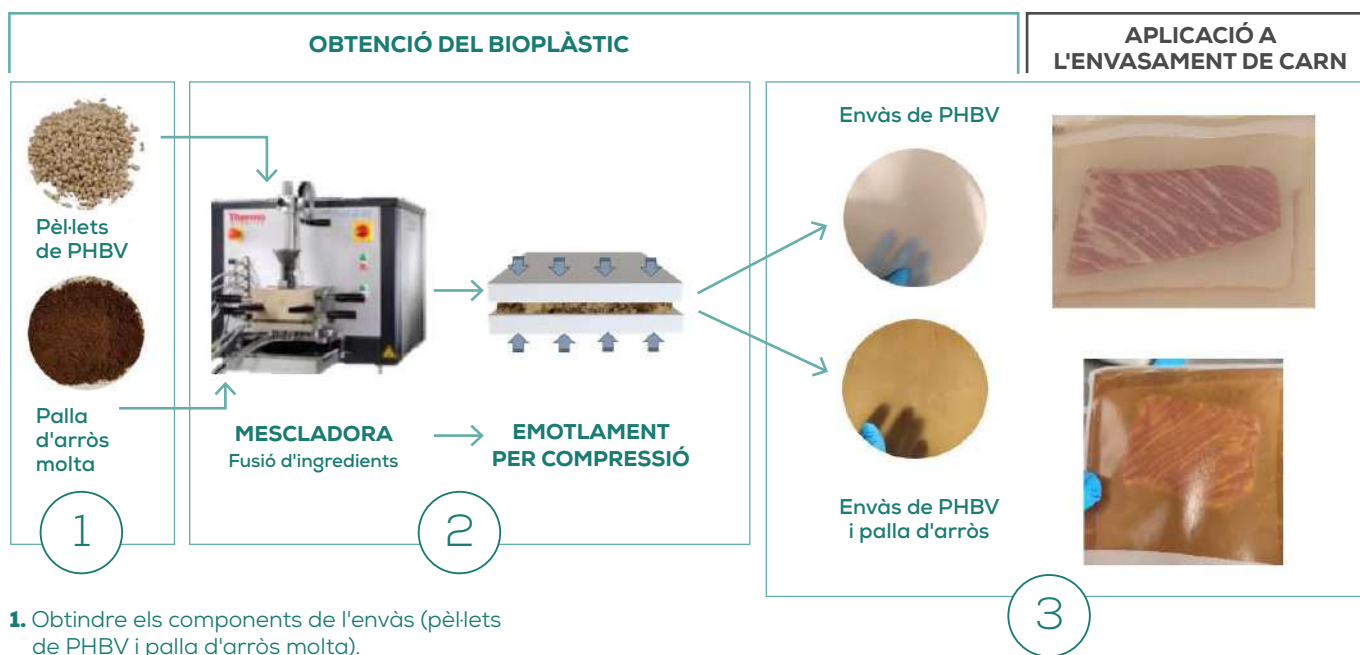 OBTENCIÓ DEL BIOPLÀSTIC
APLICACIÓ A
L'ENVASAMENT DE CARN
Pèl·lets
de PHBV
Palla
d'arròs
molta
1
Thermo
MESCLADORA
Fusió d'ingredients
EMOTLAMENT
PER COMPRESSIÓ
2
Envàs de PHBV
Envàs de PHBV
i palla d'arròs
3
1. Obtindre els components de l'envàs (pèl·lets
de PHBV i palla d'arròs molta).